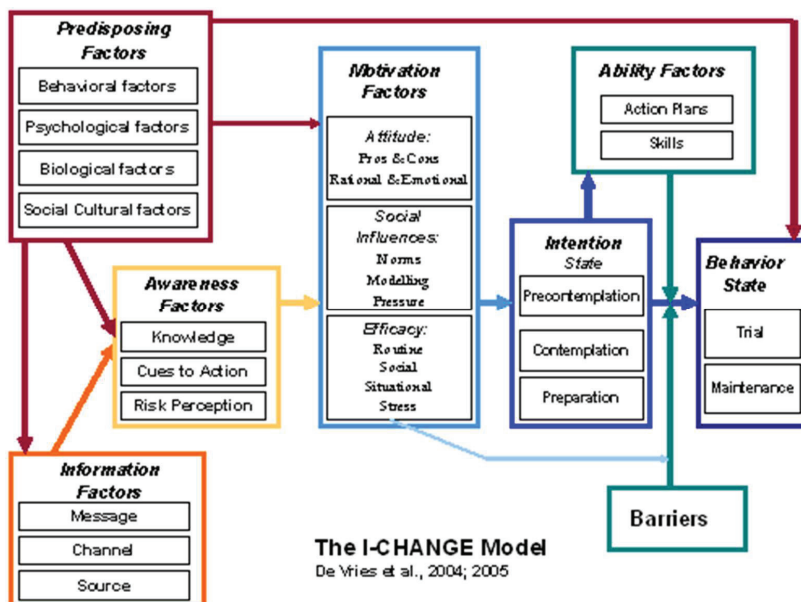 Predisposing
Factors
Behavioral factors
Psychological factors
Biological factors
Social Cultural factors
Awareness
Factors
Knowledge
Cues to Action
Risk Perception
Information
Factors
Message
Channel
Source
Motivation
Factors
Attitude:
Pros & Cons
Rational & Emotional
Social
Influences:
Norms
Modelling
Pressure
Efficacy:
Routine
Social
Situational
Stress
Ability Factors
Action Plans
Skills
Intention
State
Precontemplation
Contemplation
Preparation
Behavior
State
Trial
Maintenance
Barriers
The I-CHANGE Model
De Vries et al., 2004; 2005